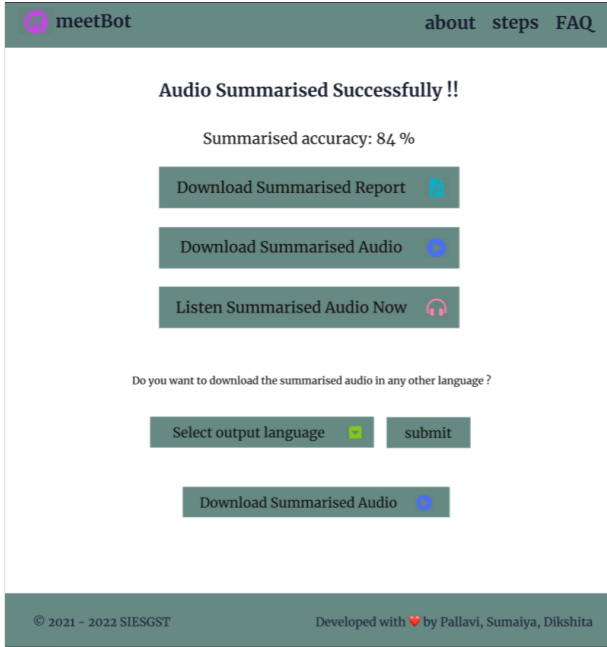 meetBot
about steps FAQ
Audio Summarised Successfully !!
Summarised accuracy: 84 %
Download Summarised Report
Download Summarised Audio
Listen Summarised Audio Now
Do you want to download the summarised audio in any other language ?
Select output language
submit
Download Summarised Audio
© 2021 - 2022 SIESGST
Developed with ❤️ by Pallavi, Sumaiya, Dikshita